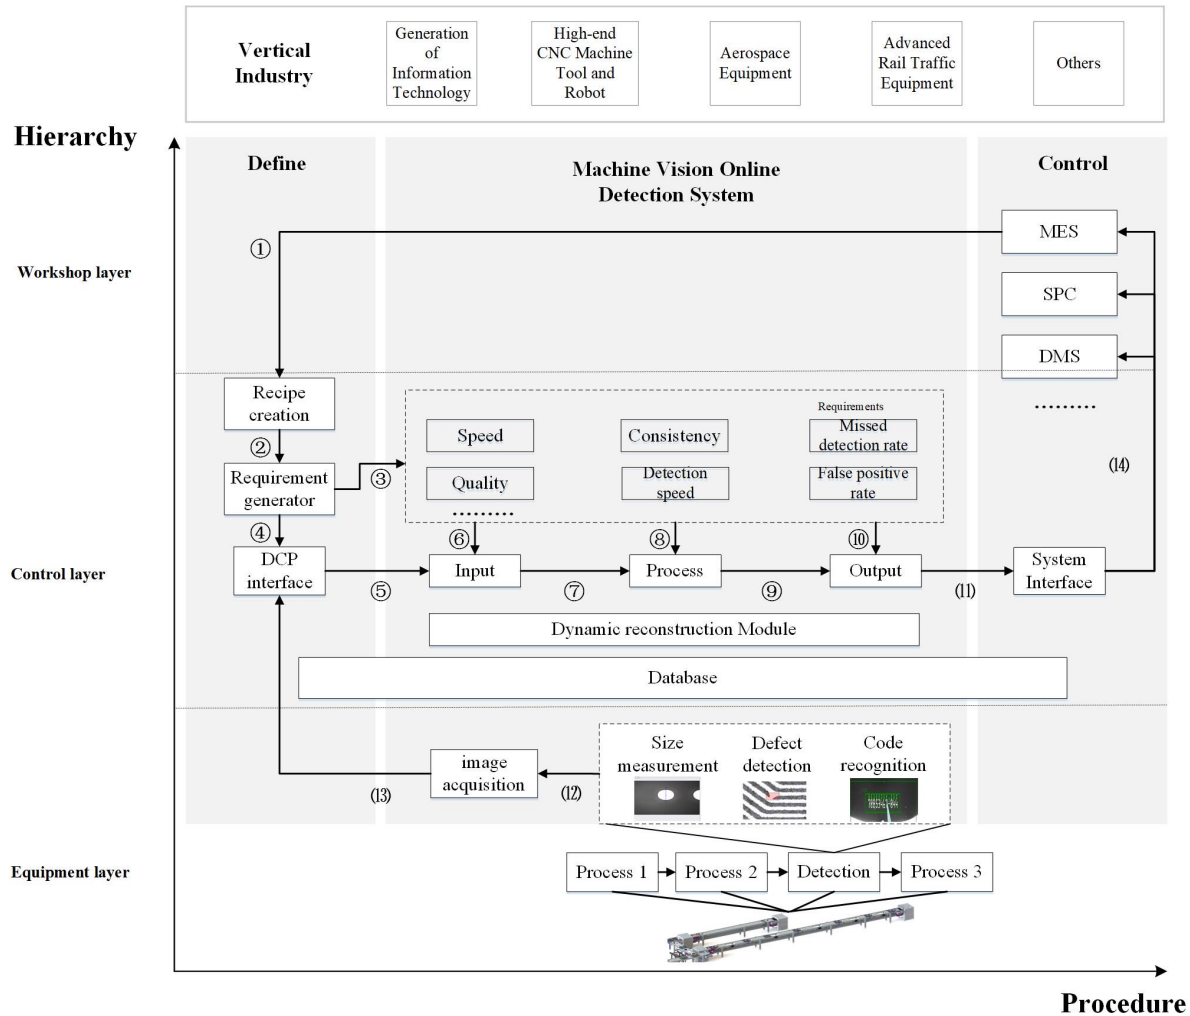 Vertical
Industry
Generation
of
Information
Technology
High-end
CNC Machine
Tool and
Robot
Aerospace
Equipment
Advanced
Rail Traffic
Equipment
Others
Hierarchy
Define
Machine Vision Online
Detection System
Control
①
MES
Workshop layer
SPC
DMS
Recipe
creation
Requirements
..........
②
Speed
Consistency
Missed
detection rate
Requirement
generator
③
Quality
Detection
speed
False positive
rate
⒁
..........
④
⑥
⑧
⑩
DCP
interface
Input
Process
Output
System
Interface
Control layer
⑤
⑦
⑨
⑾
Dynamic reconstruction Module
Database
Size
measurement
Defect
detection
Code
recognition
image
acquisition
⒀
⑿
Equipment layer
Process 1
Process 2
Detection
Process 3
Procedure